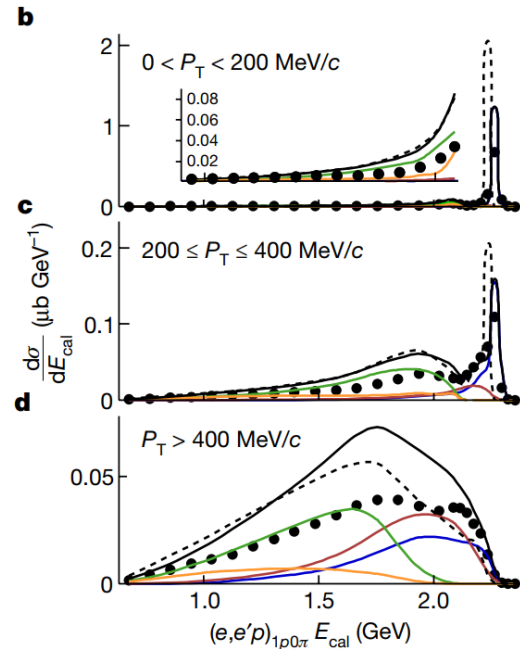 b
2
0 < P_T < 200 MeV/c
0.08
0.06
0.04
0.02
1
0
c
0.2
200 ≤ P_T ≤ 400 MeV/c
0.1
0
dσ/dE_cal (μb GeV⁻¹)
d
P_T > 400 MeV/c
0.05
0
1.0 1.5 2.0
(e,e′p)_1p0π E_cal (GeV)